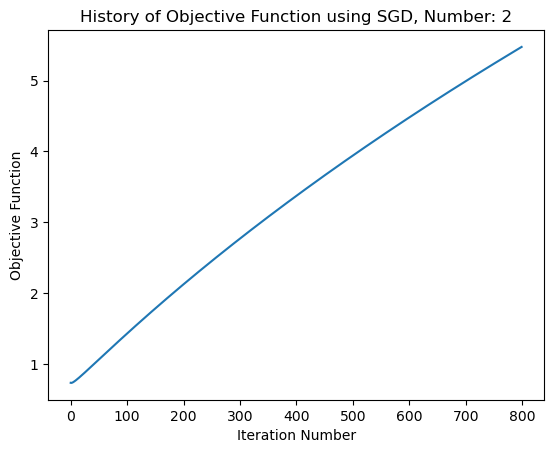 History of Objective Function using SGD, Number: 2
5
4
3
2
1
Objective Function
0 100 200 300 400 500 600 700 800
Iteration Number